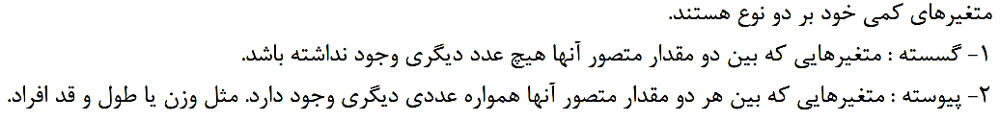 متغیرهای کمی خود بر دو نوع هستند.
۱- گسسته : متغیرهایی که بین دو مقدار متصور آنها هیچ عدد دیگری وجود نداشته باشد.
۲- پیوسته : متغیرهایی که بین هر دو مقدار متصور آنها همواره عددی دیگری وجود دارد. مثل وزن یا طول و قد افراد.